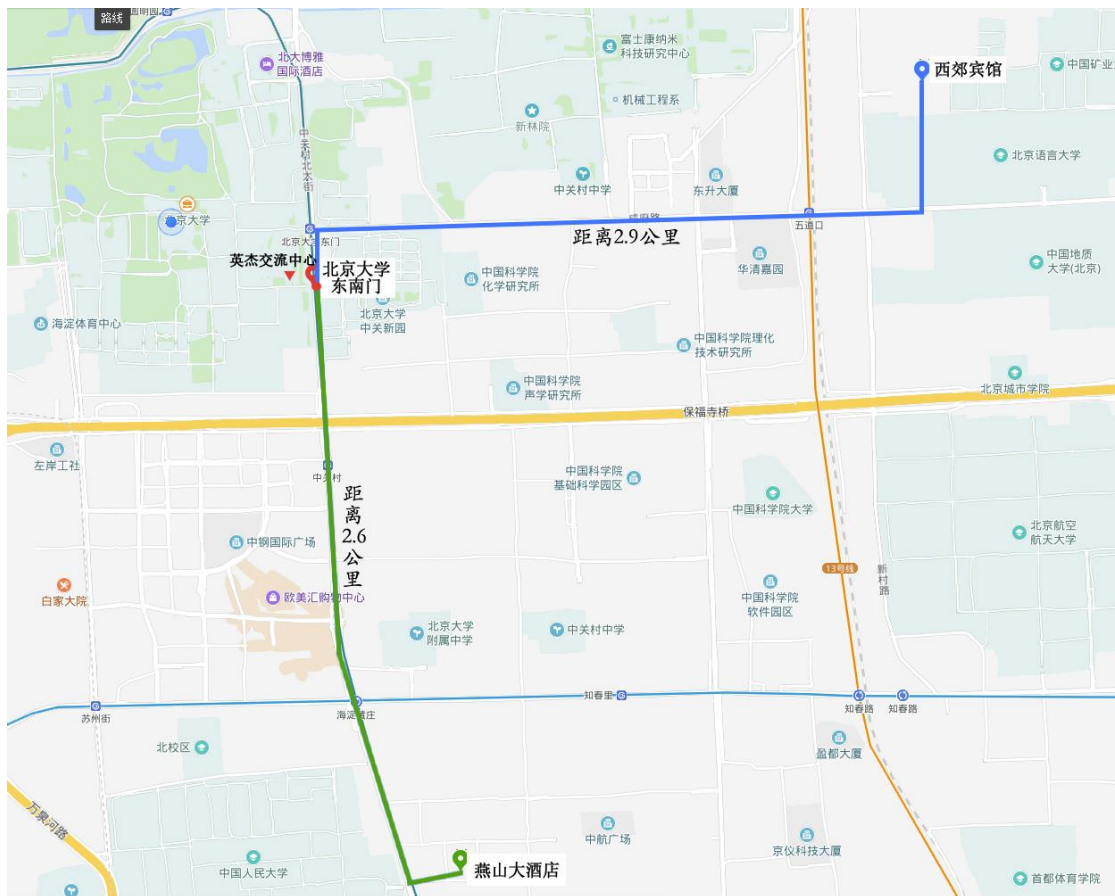 路线
圆明园
北大博雅
国际酒店
富士康纳米
科技研究中心
西郊宾馆
中国矿业
机械工程系
新林院
中关村北大街
北京语言大学
中关村中学
东升大厦
北京大学
成府路
五道口
北京大学东门
距离2.9公里
英杰交流中心
北京大学
东南门
中国科学院
化学研究所
华清嘉园
中国地质
大学(北京)
北京大学
中关新园
海淀体育中心
中国科学院理化
技术研究所
中国科学院
声学研究所
北京城市学院
保福寺桥
左岸工社
中关村
中国科学院
基础科学园区
距离2.6公里
中国科学院大学
中钢国际广场
北京航空
航天大学
13号线
新村路
白家大院
欧美汇购物中心
中国科学院
软件园区
北京大学
附属中学
中关村中学
知春里
苏州街
海淀黄庄
知春路
知春路
北校区
盈都大厦
万泉河路
中航广场
京仪科技大厦
燕山大酒店
中国人民大学
首都体育学院